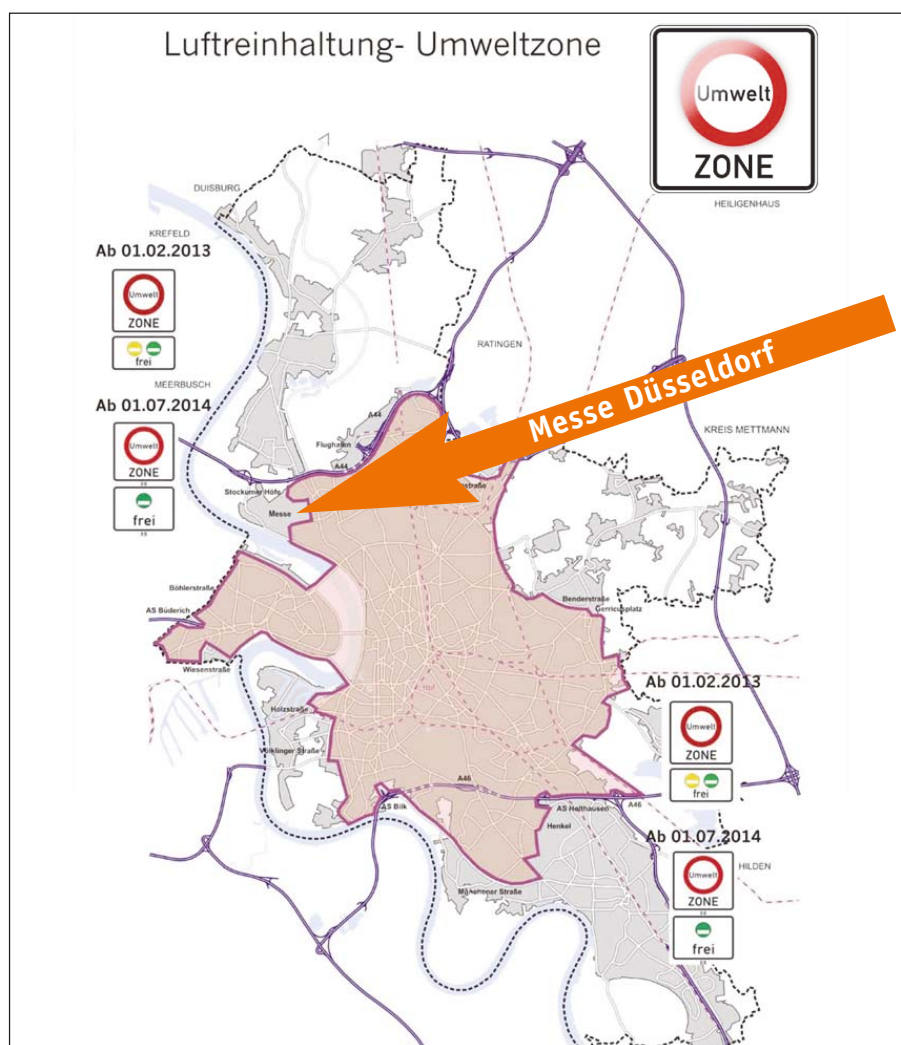 Luftreinhaltung- Umweltzone
Umwelt
ZONE
HEILIGENHAUS
DUISBURG
KREFELD
Ab 01.02.2013
Umwelt
ZONE
frei
MEERBUSCH
Ab 01.07.2014
Umwelt
ZONE
frei
RATINGEN
Messe Düsseldorf
KREIS METTMANN
A44
Flughafen
A44
Stockumer Höfe
Messe
Böhlerstraße
AS Büderich
Wiesenstraße
Benderstraße
Gerricusplatz
Holzstraße
Völklinger Straße
Hbf
Ab 01.02.2013
Umwelt
ZONE
frei
A46
AS Bilk
AS Holthausen
A46
Henkel
Ab 01.07.2014
HILDEN
Umwelt
ZONE
frei